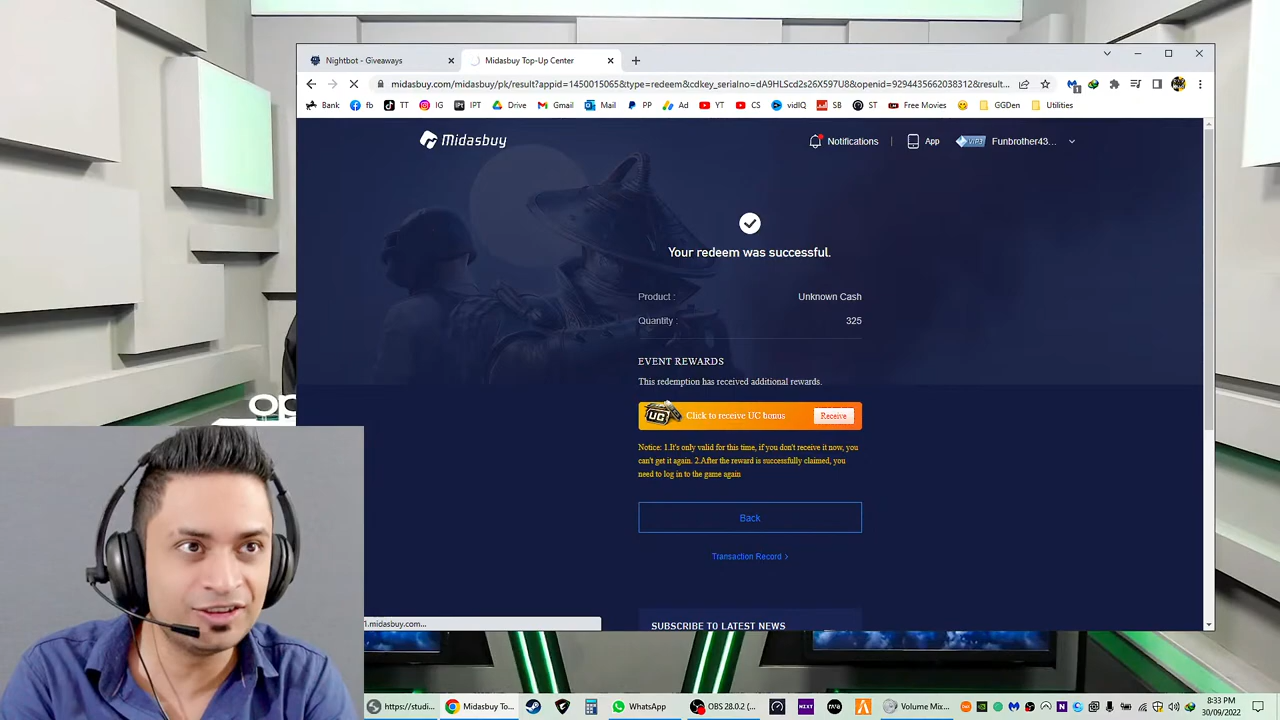 Nightbot - Giveaways
Midasbuy Top-Up Center
midasbuy.com/midasbuy/pk/result?appid=1450015065&type=redeem&cdkey_serialno=dA9HLScd2s26X597U8&openid=9294435662038312&result...
Bank fb TT IG IPT Drive Gmail Mail PP Ad YT CS vidIQ SB ST Free Movies GGDen Utilities
Midasbuy
Notifications
App
VIP3
Funbrother43...
Your redeem was successful.
Product : Unknown Cash
Quantity : 325
EVENT REWARDS
This redemption has received additional rewards.
UC Click to receive UC bonus Receive
Notice: 1.It's only valid for this time, if you don't receive it now, you
can't get it again. 2.After the reward is successfully claimed, you
need to log in to the game again
Back
Transaction Record >
SUBSCRIBE TO LATEST NEWS
op
1.midasbuy.com...
https://studi...
Midasbuy To...
WhatsApp
OBS 28.0.2 (...
NIXT
Volume Mix...
8:33 PM
30/09/2022